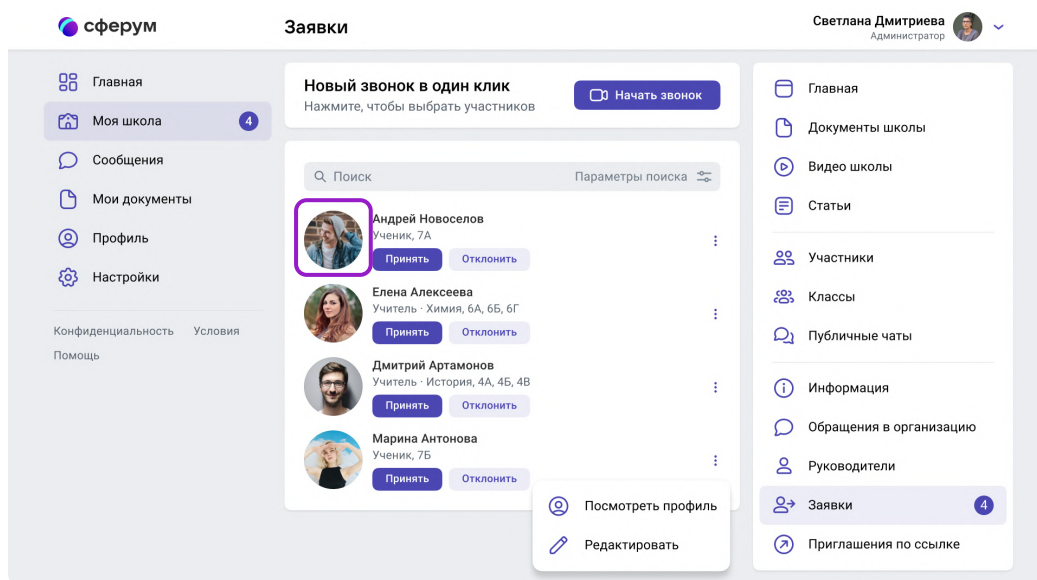 сферум
Заявки
Светлана Дмитриева
Администратор
Главная
Моя школа 4
Сообщения
Мои документы
Профиль
Настройки
Конфиденциальность Условия
Помощь
Новый звонок в один клик
Нажмите, чтобы выбрать участников
Начать звонок
Поиск Параметры поиска
Андрей Новоселов
Ученик, 7А
Принять Отклонить
Елена Алексеева
Учитель · Химия, 6А, 6Б, 6Г
Принять Отклонить
Дмитрий Артамонов
Учитель · История, 4А, 4Б, 4В
Принять Отклонить
Марина Антонова
Ученик, 7Б
Принять Отклонить
Посмотреть профиль
Редактировать
Главная
Документы школы
Видео школы
Статьи
Участники
Классы
Публичные чаты
Информация
Обращения в организацию
Руководители
Заявки 4
Приглашения по ссылке